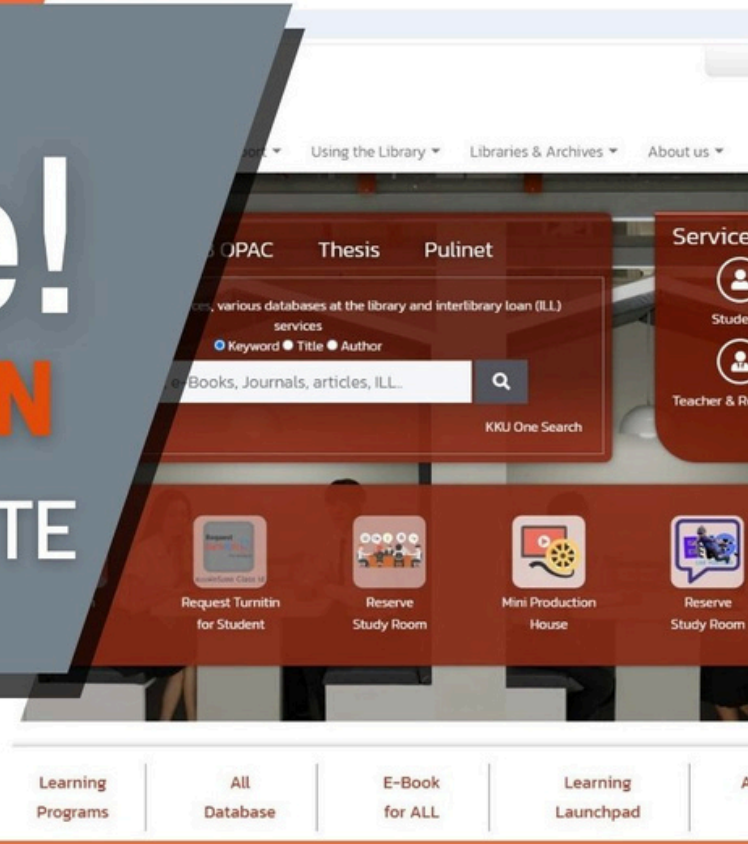 e!
N
TE
Using the Library
Libraries & Archives
About us
OPAC
Thesis
Pulinet
various databases at the library and interlibrary loan (ILL)
services
Keyword Title Author
e-Books, Journals, articles, ILL..
KKU One Search
Service
Stude
Teacher & R
Request Turnitin
for Student
Reserve
Study Room
Mini Production
House
Reserve
Study Room
Learning
Programs
All
Database
E-Book
for ALL
Learning
Launchpad
A